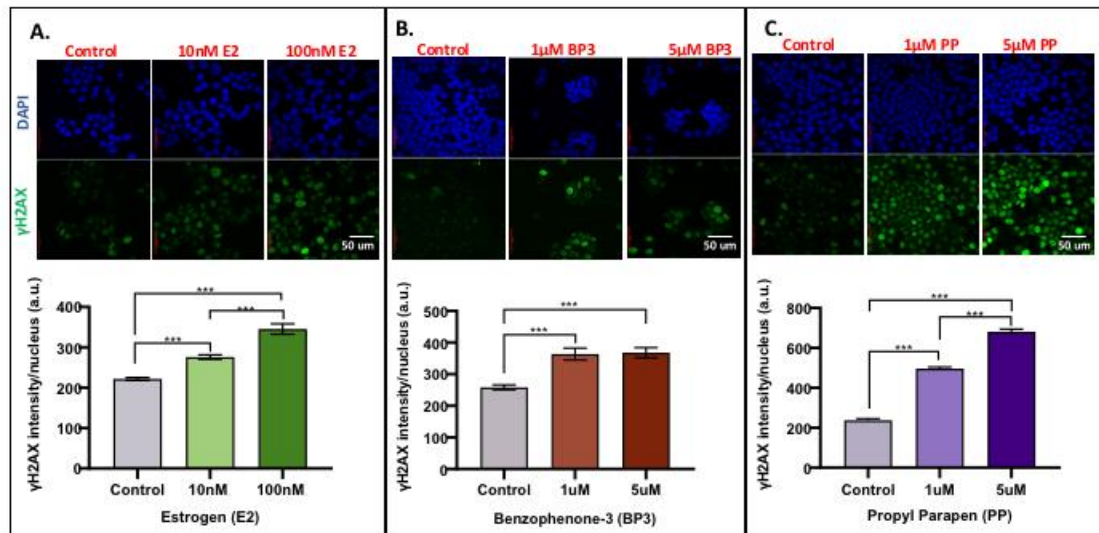 A.
Control 10nM E2 100nM E2
DAPI
γH2AX
50 um
γH2AX intensity/nucleus (a.u.)
400
300
200
100
0
***
***
***
Control 10nM 100nM
Estrogen (E2)
B.
Control 1μM BP3 5μM BP3
50 um
γH2AX intensity/nucleus (a.u.)
500
400
300
200
100
0
***
***
Control 1uM 5uM
Benzophenone-3 (BP3)
C.
Control 1μM PP 5μM PP
50 um
γH2AX intensity/nucleus (a.u.)
800
600
400
200
0
***
***
***
Control 1uM 5uM
Propyl Parapen (PP)